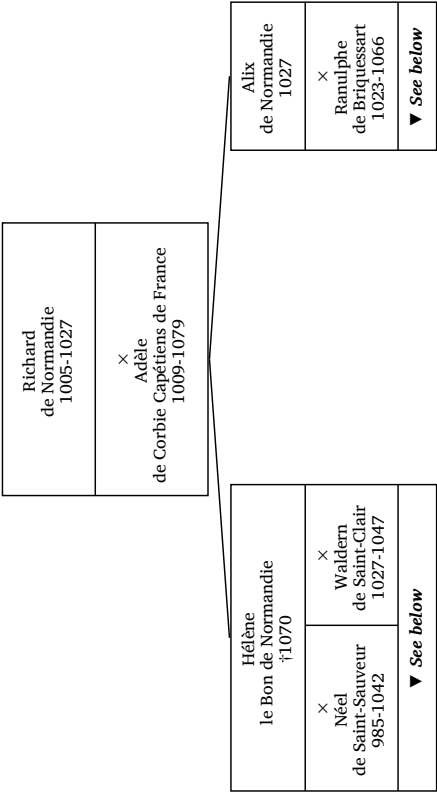 Richard
de Normandie
1005-1027
×
Adèle
de Corbie Capétiens de France
1009-1079
Hélène
le Bon de Normandie
†1070
×
Néel
de Saint-Sauveur
985-1042
×
Waldern
de Saint-Clair
1027-1047
▼ See below
Alix
de Normandie
1027
×
Ranulphe
de Briquessart
1023-1066
▼ See below